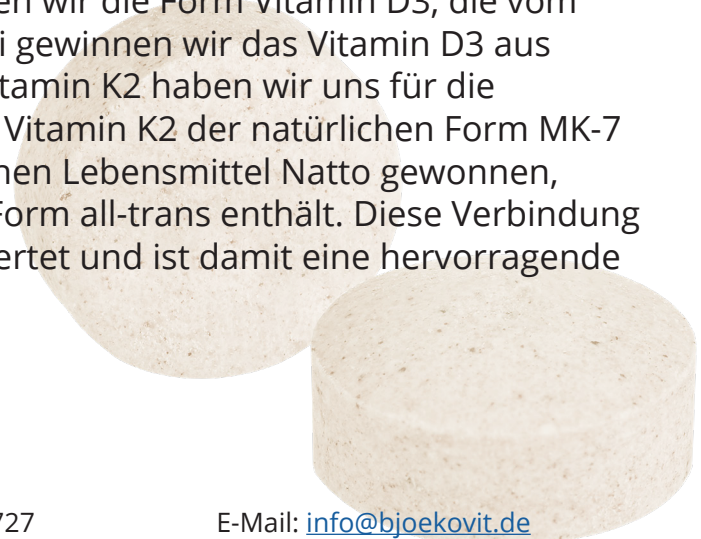 en wir die Form Vitamin D3, die vom
i gewinnen wir das Vitamin D3 aus
tamin K2 haben wir uns für die
Vitamin K2 der natürlichen Form MK-7
hen Lebensmittel Natto gewonnen,
Form all-trans enthält. Diese Verbindung
ertet und ist damit eine hervorragende
727 E-Mail: info@bjoekovit.de